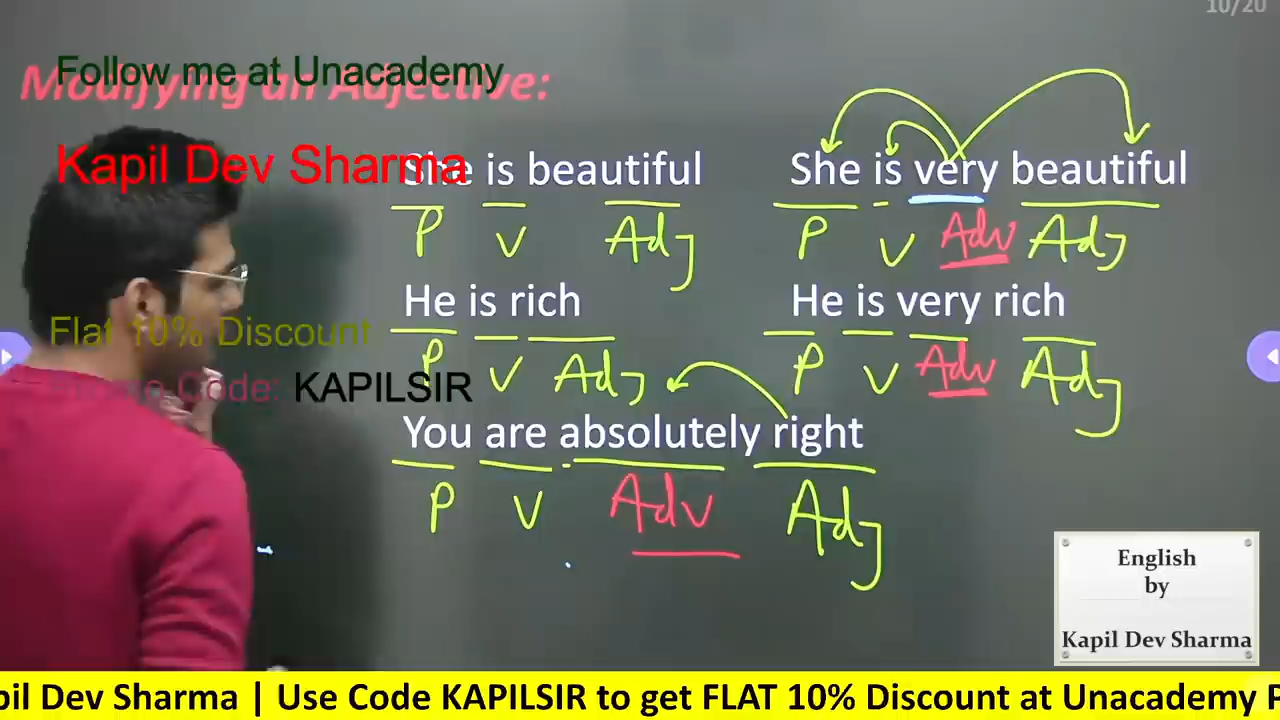 10/20
Follow me at Unacademy
Modifying an Adjective:
Kapil Dev Sharma
She is beautiful
P V Adj
She is very beautiful
P V Adv Adj
Flat 10% Discount
He is rich
P V Adj
He is very rich
P V Adv Adj
Promo Code: KAPILSIR
You are absolutely right
P V Adv Adj
English
by
Kapil Dev Sharma
pil Dev Sharma | Use Code KAPILSIR to get FLAT 10% Discount at Unacademy P